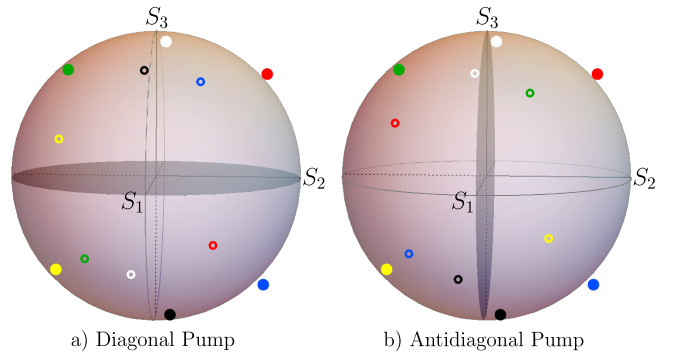 S₃ S₃
S₂ S₂
S₁ S₁
a) Diagonal Pump b) Antidiagonal Pump